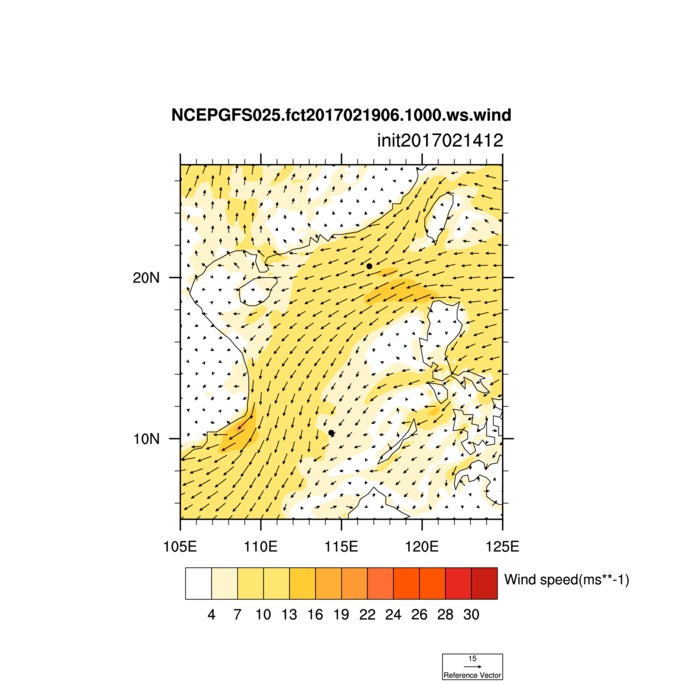 NCEPGFS025.fct2017021906.1000.ws.wind
init2017021412
20N
10N
105E 110E 115E 120E 125E
Wind speed(ms**-1)
4 7 10 13 16 19 22 24 26 28 30
15
Reference Vector